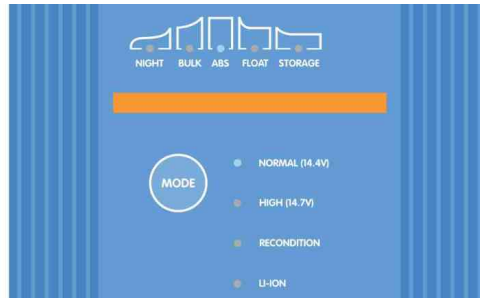 NIGHT BULK ABS FLOAT STORAGE
NORMAL (14.4V)
MODE
HIGH (14.7V)
RECONDITION
LI-ION